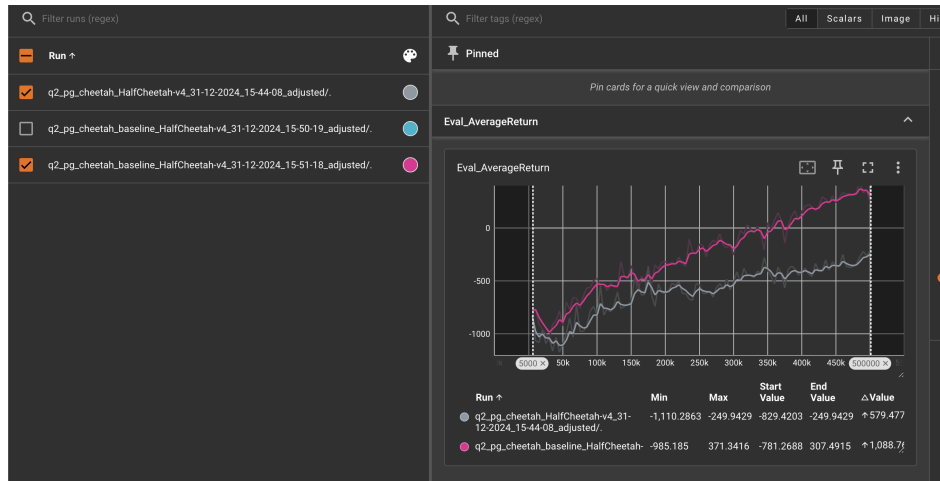 Filter runs (regex)
Run ↑
q2_pg_cheetah_HalfCheetah-v4_31-12-2024_15-44-08_adjusted/.
q2_pg_cheetah_baseline_HalfCheetah-v4_31-12-2024_15-50-19_adjusted/.
q2_pg_cheetah_baseline_HalfCheetah-v4_31-12-2024_15-51-18_adjusted/.
Filter tags (regex)
All Scalars Image Hi
Pinned
Pin cards for a quick view and comparison
Eval_AverageReturn
Eval_AverageReturn
0
-500
-1000
5000 × 50k 100k 150k 200k 250k 300k 350k 400k 450k 500000 ×
Run ↑ Min Max Start Value End Value △Value
q2_pg_cheetah_HalfCheetah-v4_31- -1,110.2863 -249.9429 -829.4203 -249.9429 ↑579.477
12-2024_15-44-08_adjusted/.
q2_pg_cheetah_baseline_HalfCheetah- -985.185 371.3416 -781.2688 307.4915 ↑1,088.7